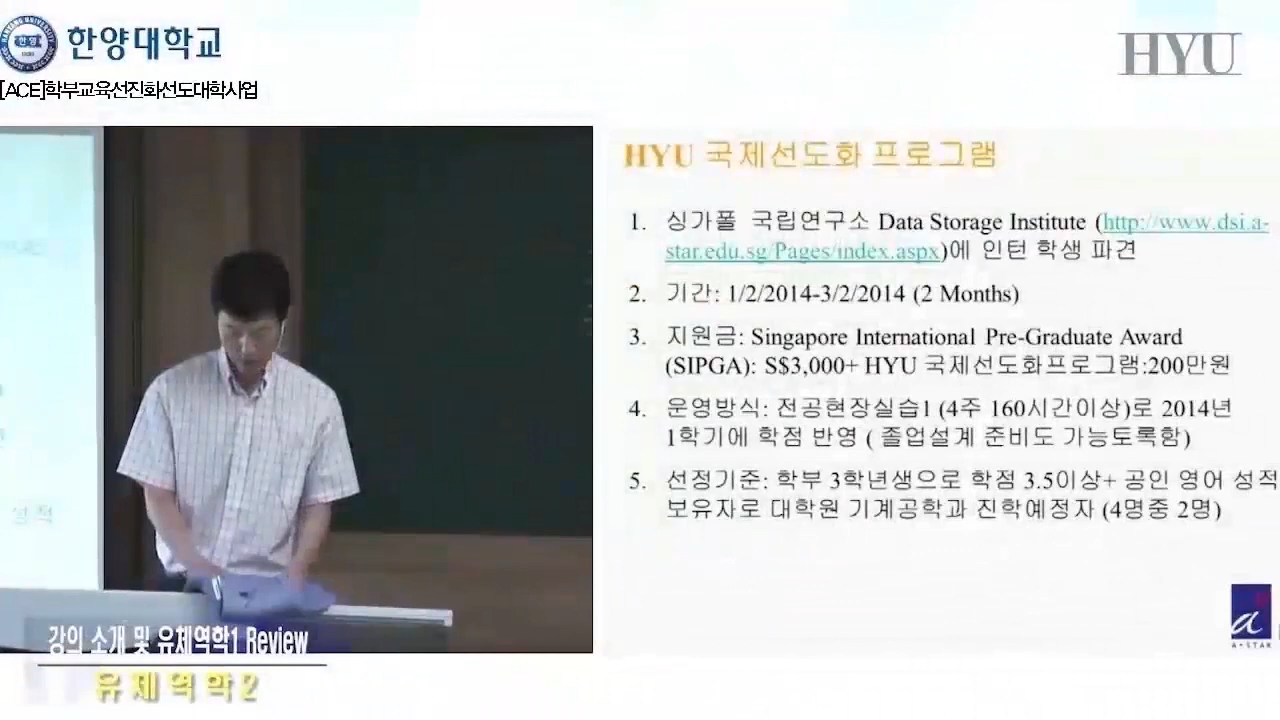 한양대학교
[ACE]학부교육선진화선도대학사업
HYU
HYU 국제선도화 프로그램
1. 싱가폴 국립연구소 Data Storage Institute (http://www.dsi.a-
star.edu.sg/Pages/index.aspx)에 인턴 학생 파견
2. 기간: 1/2/2014-3/2/2014 (2 Months)
3. 지원금: Singapore International Pre-Graduate Award
(SIPGA): S$3,000+ HYU 국제선도화프로그램:200만원
4. 운영방식: 전공현장실습1 (4주 160시간이상)로 2014년
1학기에 학점 반영 ( 졸업설계 준비도 가능토록함)
5. 선정기준: 학부 3학년생으로 학점 3.5이상+ 공인 영어 성적
보유자로 대학원 기계공학과 진학예정자 (4명중 2명)
성적
A*STAR
강의 소개 및 유체역학1 Review
유체역학2